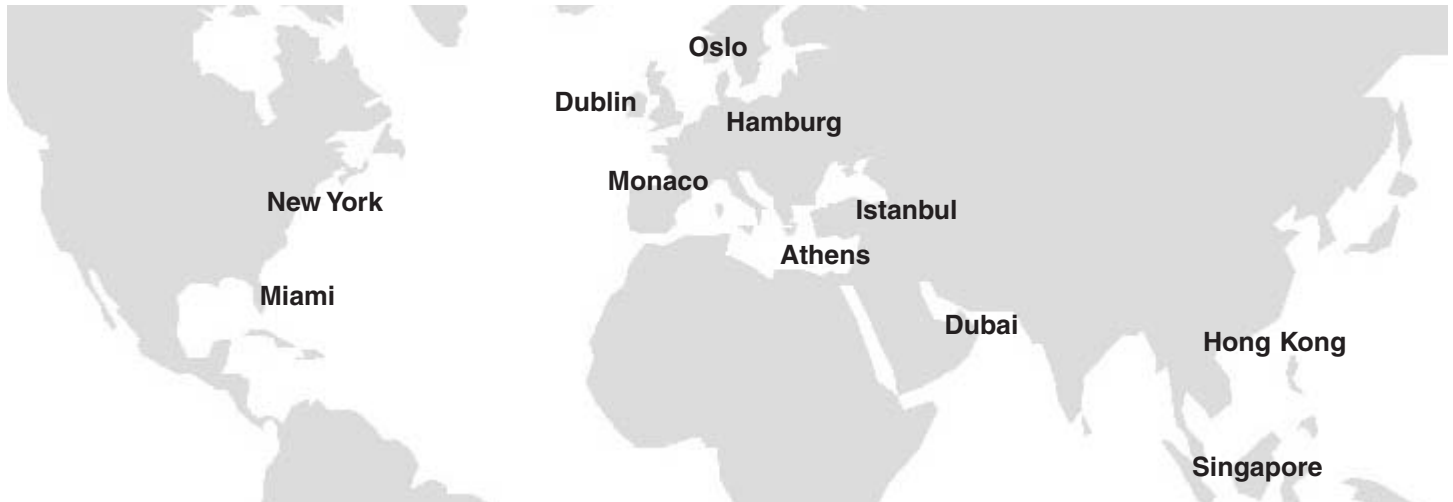 Oslo
Dublin
Hamburg
Monaco
New York
Istanbul
Athens
Miami
Dubai
Hong Kong
Singapore